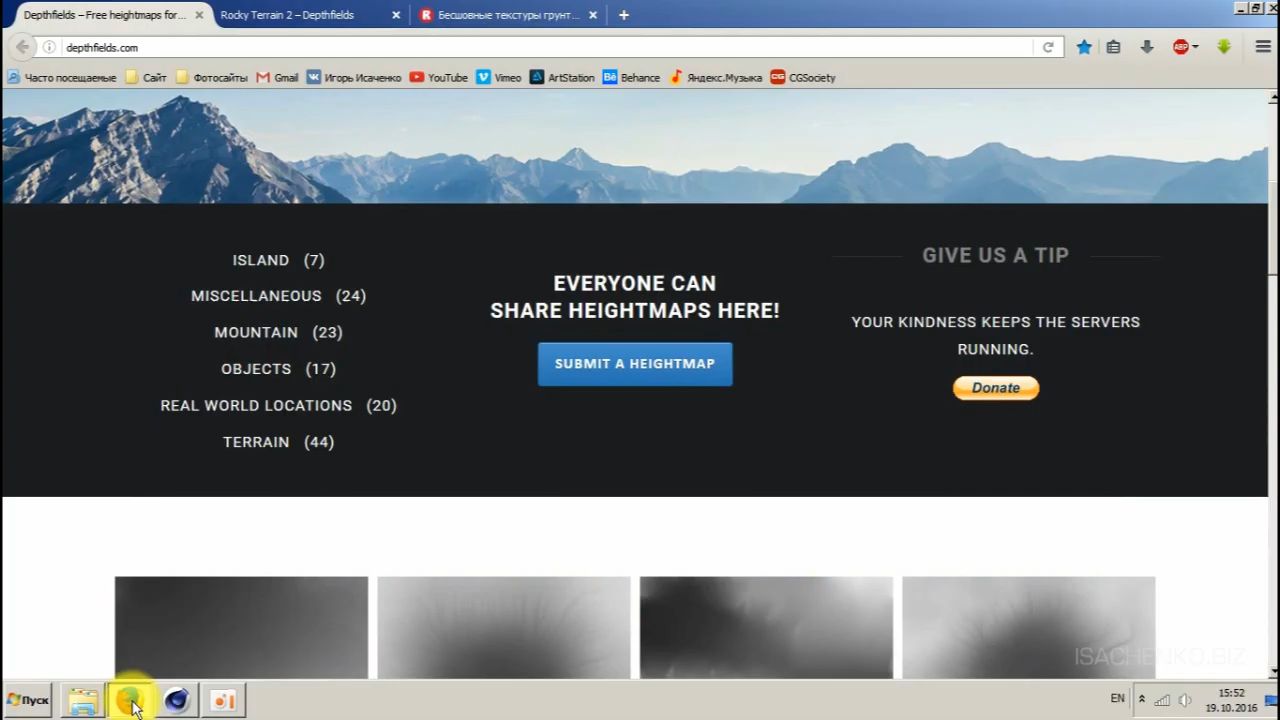 Depthfields – Free heightmaps for...
Rocky Terrain 2 – Depthfields
Бесшовные текстуры грунт...
depthfields.com
ABP
Часто посещаемые
Сайт
Фотосайты
Gmail
Игорь Исаченко
YouTube
Vimeo
ArtStation
Bē Behance
Яндекс.Музыка
CG CGSociety
ISLAND (7)
MISCELLANEOUS (24)
MOUNTAIN (23)
OBJECTS (17)
REAL WORLD LOCATIONS (20)
TERRAIN (44)
EVERYONE CAN
SHARE HEIGHTMAPS HERE!
SUBMIT A HEIGHTMAP
GIVE US A TIP
YOUR KINDNESS KEEPS THE SERVERS
RUNNING.
Donate
ISACHENKO.BIZ
Пуск
EN
15:52
19.10.2016